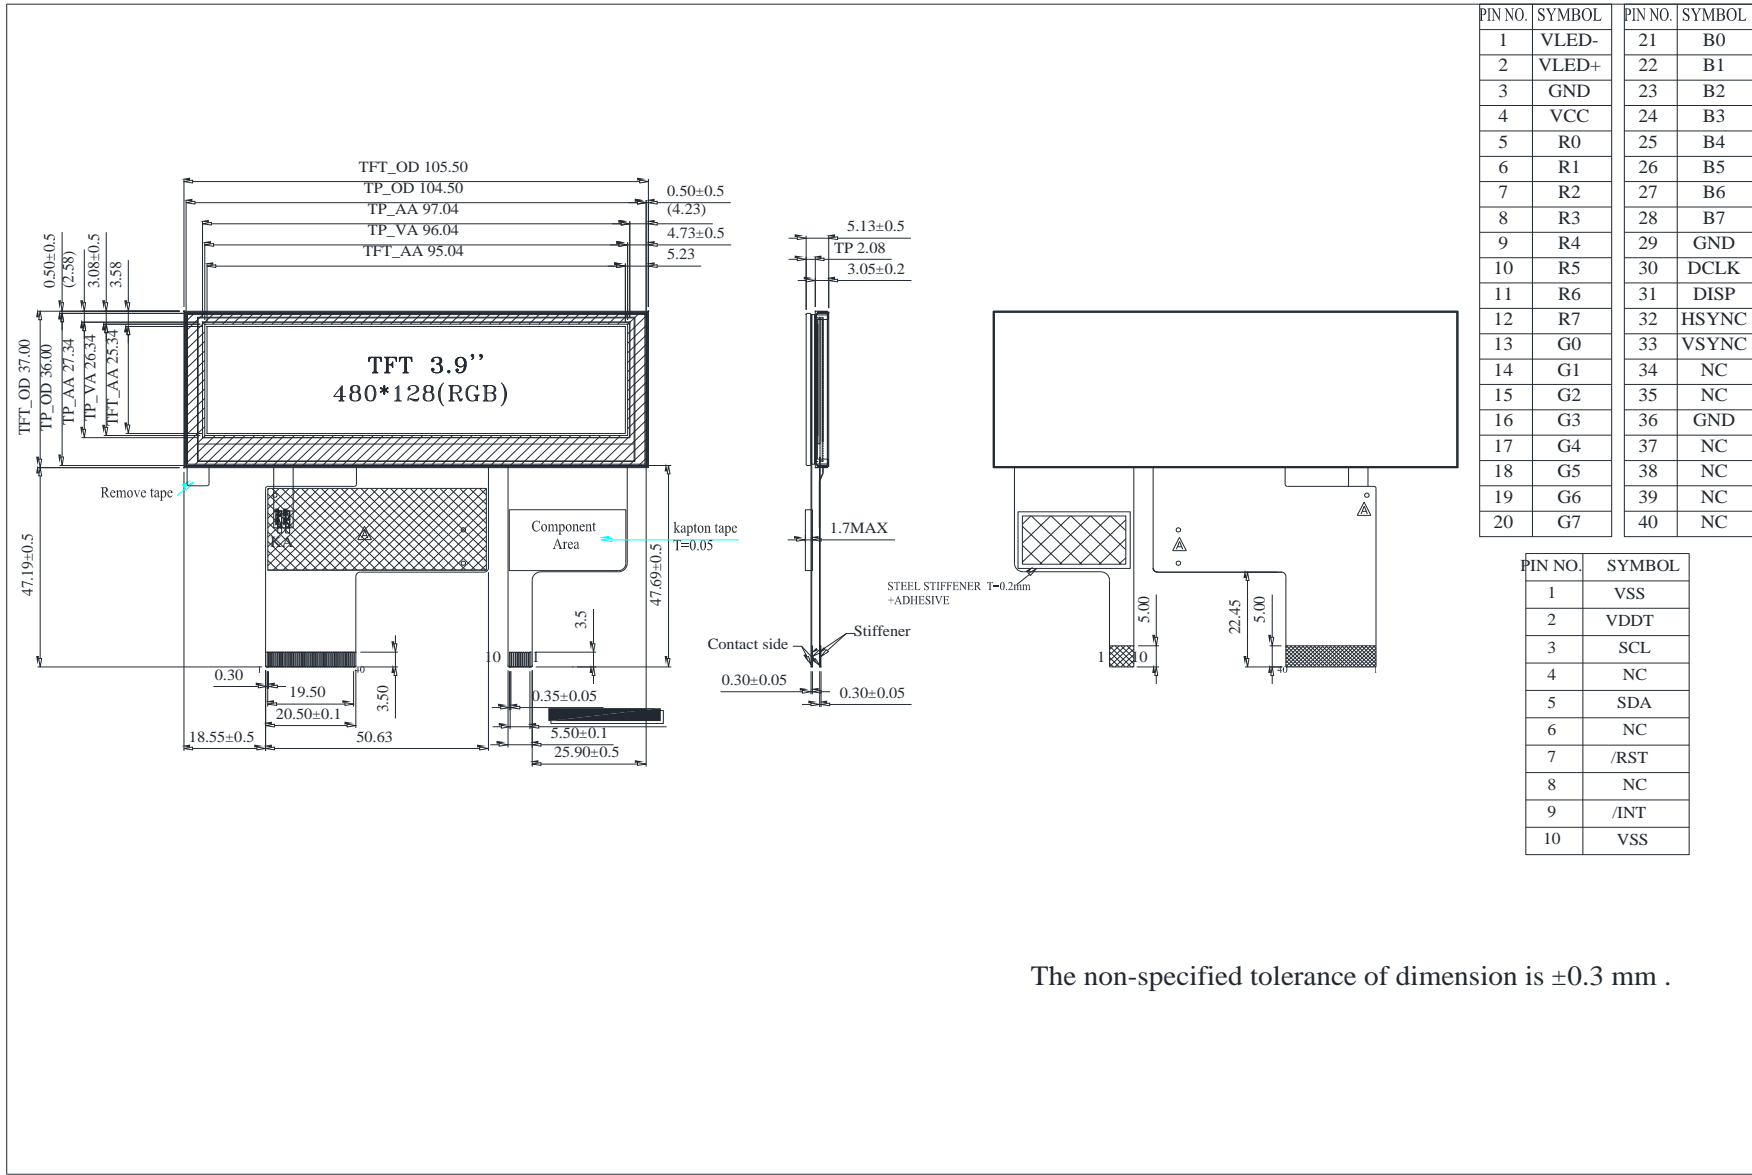 TFT_OD 105.50
TP_OD 104.50
0.50±0.5
TP_AA 97.04
(4.23)
TP_VA 96.04
4.73±0.5
TFT_AA 95.04
5.23
0.50±0.5
(2.58)
3.08±0.5
3.58
TFT_OD 37.00
TP_OD 36.00
TP_AA 27.34
TP_VA 26.34
TFT_AA 25.34
TFT 3.9''
480*128(RGB)
Remove tape
KA
A
Component
Area
kapton tape
T=0.05
47.19±0.5
47.69±0.5
3.5
10
1
1
40
0.30
19.50
20.50±0.1
3.50
0.35±0.05
5.50±0.1
25.90±0.5
18.55±0.5
50.63
5.13±0.5
TP 2.08
3.05±0.2
1.7MAX
Contact side
Stiffener
0.30±0.05
0.30±0.05
A
A
STEEL STIFFENER T=0.2mm
+ADHESIVE
5.00
22.45
5.00
1
10
40
1
PIN NO. SYMBOL PIN NO. SYMBOL
1 VLED- 21 B0
2 VLED+ 22 B1
3 GND 23 B2
4 VCC 24 B3
5 R0 25 B4
6 R1 26 B5
7 R2 27 B6
8 R3 28 B7
9 R4 29 GND
10 R5 30 DCLK
11 R6 31 DISP
12 R7 32 HSYNC
13 G0 33 VSYNC
14 G1 34 NC
15 G2 35 NC
16 G3 36 GND
17 G4 37 NC
18 G5 38 NC
19 G6 39 NC
20 G7 40 NC
PIN NO. SYMBOL
1 VSS
2 VDDT
3 SCL
4 NC
5 SDA
6 NC
7 /RST
8 NC
9 /INT
10 VSS
The non-specified tolerance of dimension is ±0.3 mm .